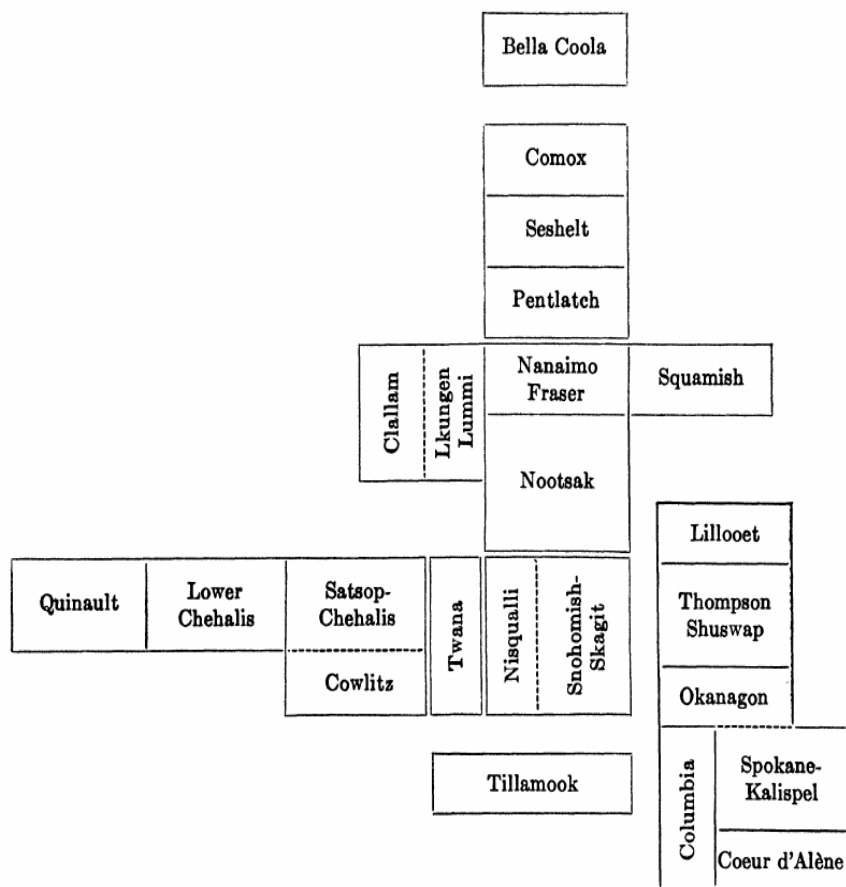 Bella Coola
Comox
Seshelt
Pentlatch
Clallam
Lkungen
Lummi
Nanaimo
Fraser
Squamish
Nootsak
Lillooet
Quinault
Lower
Chehalis
Satsop-
Chehalis
Cowlitz
Twana
Nisqualli
Snohomish-
Skagit
Thompson
Shuswap
Okanagon
Tillamook
Columbia
Spokane-
Kalispel
Coeur d'Alène